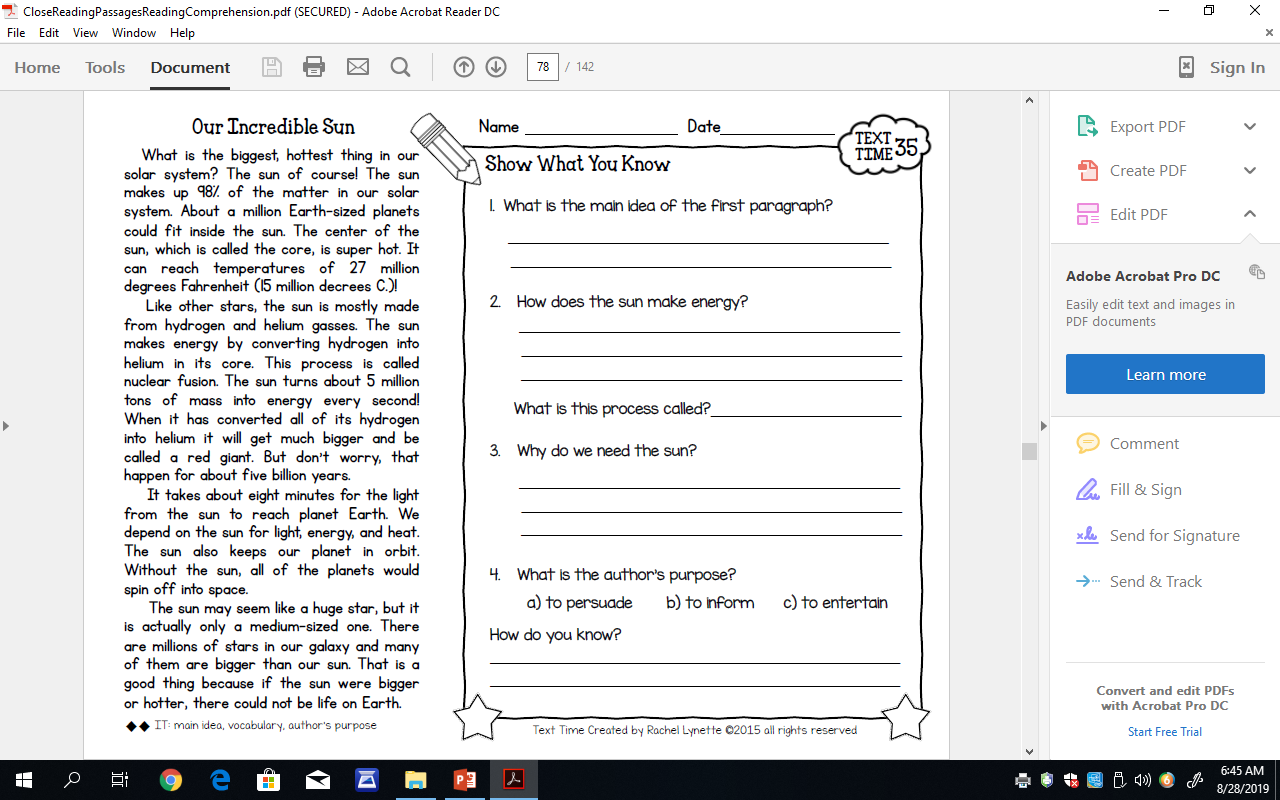 CloseReadingPassagesReadingComprehension.pdf (SECURED) - Adobe Acrobat Reader DC
File Edit View Window Help
Home Tools Document 78 / 142 Sign In
Our Incredible Sun
What is the biggest, hottest thing in our
solar system? The sun of course! The sun
makes up 98% of the matter in our solar
system. About a million Earth-sized planets
could fit inside the sun. The center of the
sun, which is called the core, is super hot. It
can reach temperatures of 27 million
degrees Fahrenheit (15 million decrees C.)!
Like other stars, the sun is mostly made
from hydrogen and helium gasses. The sun
makes energy by converting hydrogen into
helium in its core. This process is called
nuclear fusion. The sun turns about 5 million
tons of mass into energy every second!
When it has converted all of its hydrogen
into helium it will get much bigger and be
called a red giant. But don't worry, that
happen for about five billion years.
It takes about eight minutes for the light
from the sun to reach planet Earth. We
depend on the sun for light, energy, and heat.
The sun also keeps our planet in orbit.
Without the sun, all of the planets would
spin off into space.
The sun may seem like a huge star, but it
is actually only a medium-sized one. There
are millions of stars in our galaxy and many
of them are bigger than our sun. That is a
good thing because if the sun were bigger
or hotter, there could not be life on Earth.
IT: main idea, vocabulary, author's purpose
Name Date
TEXT
TIME 35
Show What You Know
1. What is the main idea of the first paragraph?
2. How does the sun make energy?
What is this process called?
3. Why do we need the sun?
4. What is the author's purpose?
a) to persuade b) to inform c) to entertain
How do you know?
Text Time Created by Rachel Lynette ©2015 all rights reserved
Export PDF
Create PDF
Edit PDF
Adobe Acrobat Pro DC
Easily edit text and images in
PDF documents
Learn more
Comment
Fill & Sign
Send for Signature
Send & Track
Convert and edit PDFs
with Acrobat Pro DC
Start Free Trial
6:45 AM
8/28/2019